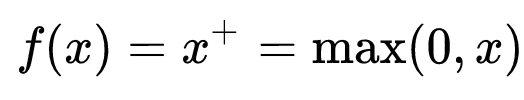 f(x) = x⁺ = max(0, x)